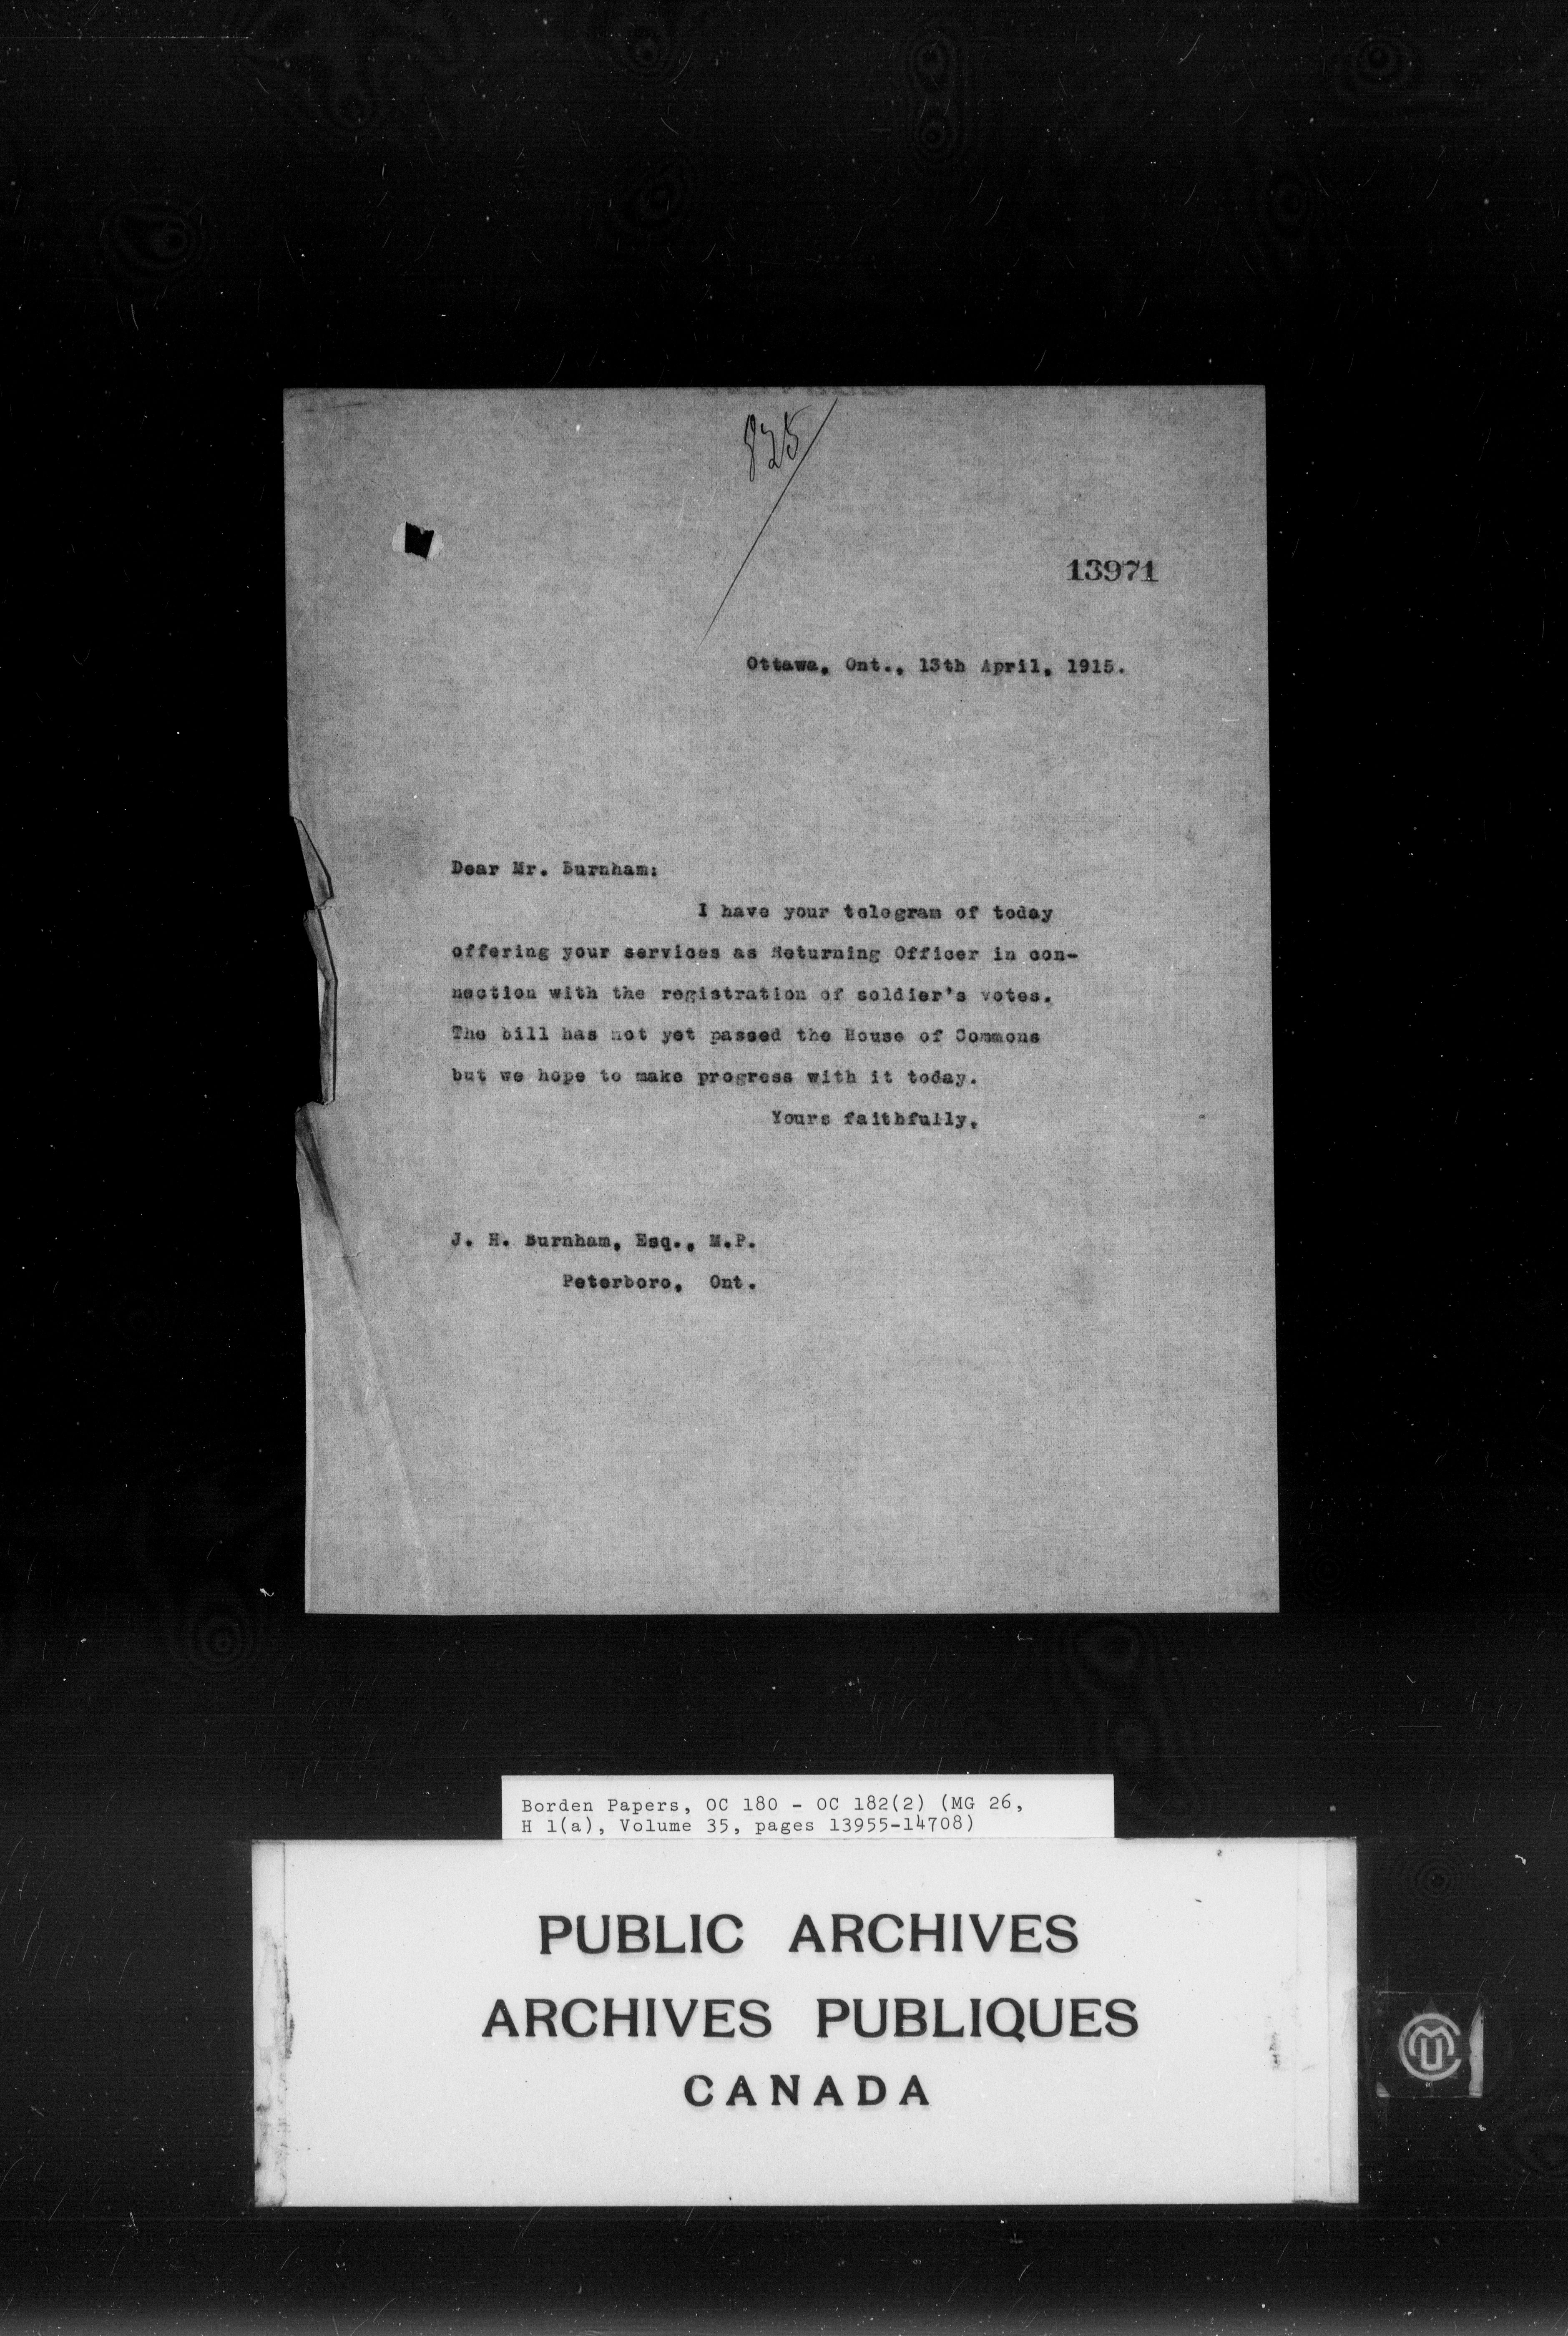 825
13971
Ottawa, Ont., 13th April, 1915.
Dear Mr. Burnham:
I have your telegram of today
offering your services as Returning Officer in con-
nection with the registration of soldier's votes.
The bill has not yet passed the House of Commons
but we hope to make progress with it today.
Yours faithfully,
J. H. Burnham, Esq., M.P.
Peterboro, Ont.
Borden Papers, OC 180 - OC 182(2) (MG 26,
H 1(a), Volume 35, pages 13955-14708)
PUBLIC ARCHIVES
ARCHIVES PUBLIQUES
CANADA